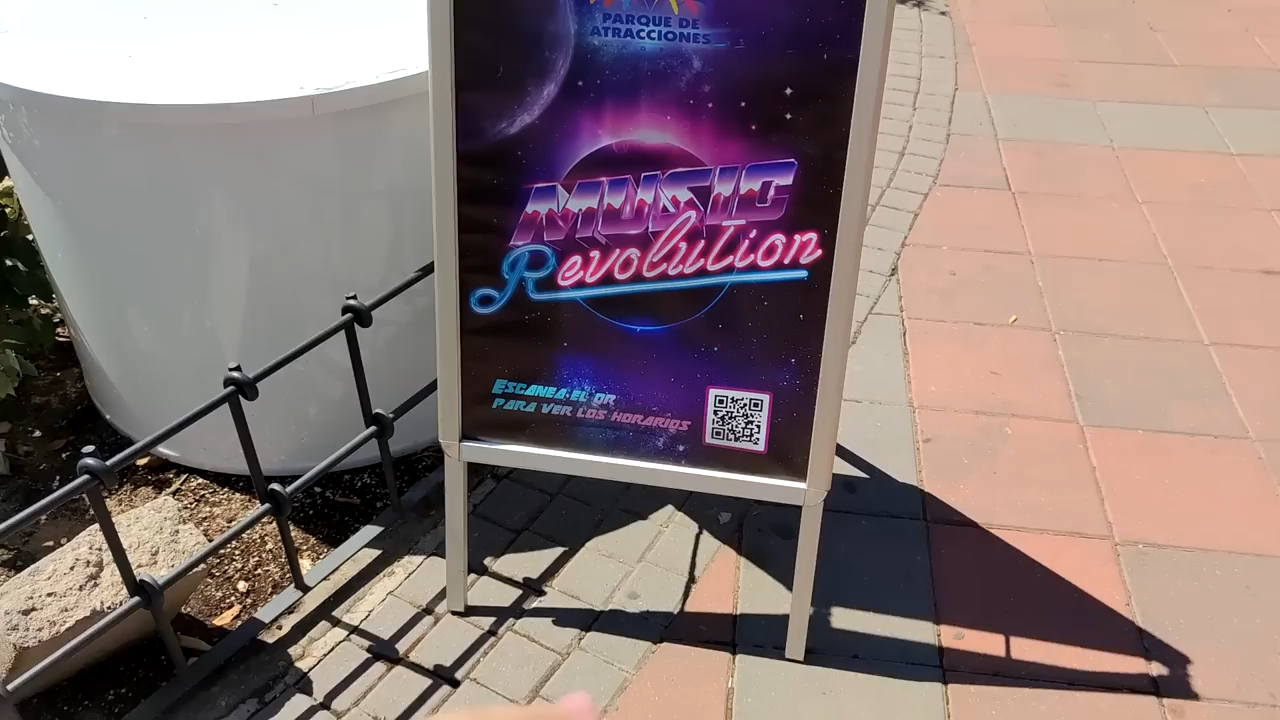 PARQUE DE
ATRACCIONES
MUSIC
Revolution
ESCANEA EL QR
PARA VER LOS HORARIOS